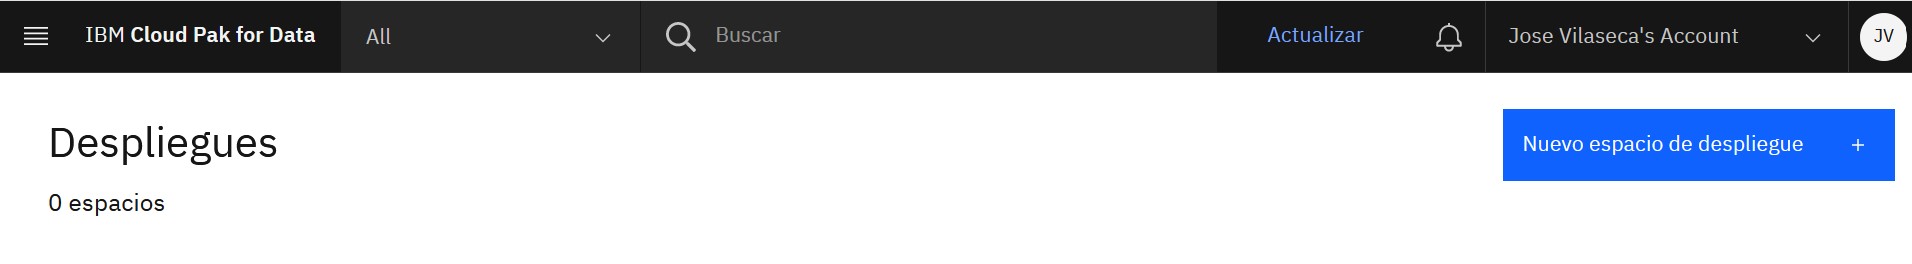 IBM Cloud Pak for Data All Buscar Actualizar Jose Vilaseca's Account JV
Despliegues
Nuevo espacio de despliegue +
0 espacios